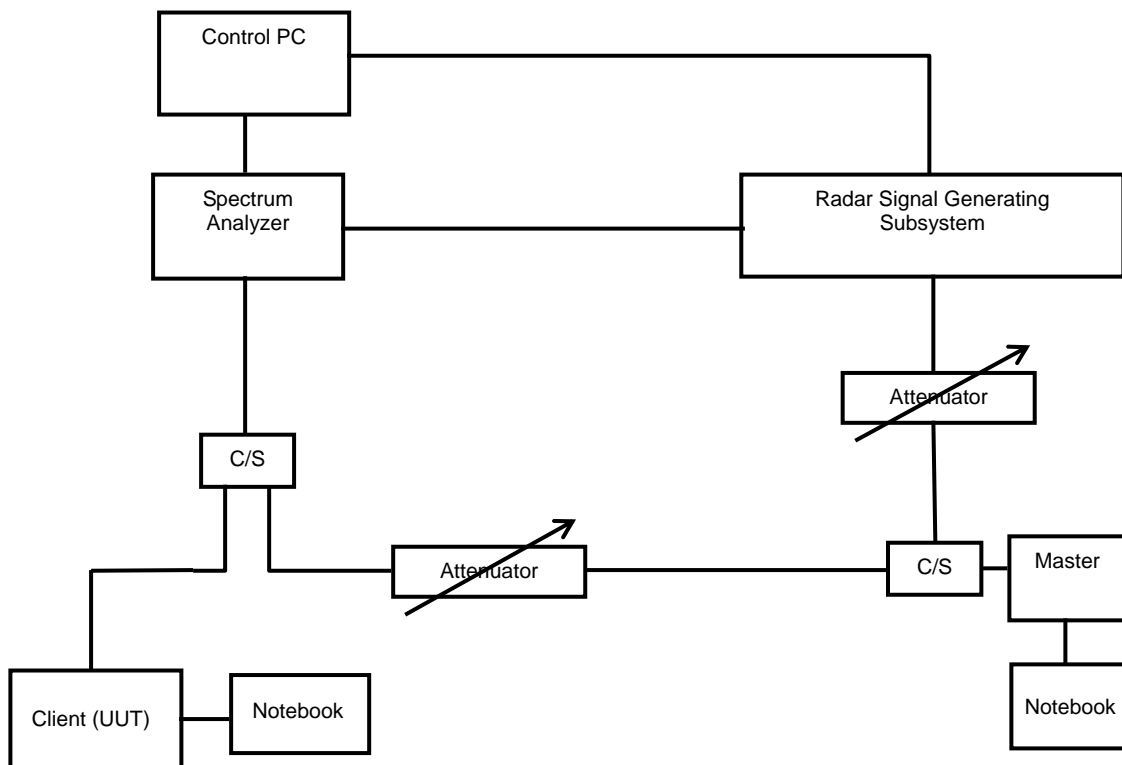 Control PC
Spectrum
Analyzer
Radar Signal Generating
Subsystem
Attenuator
C/S
Attenuator
C/S
Master
Client (UUT)
Notebook
Notebook